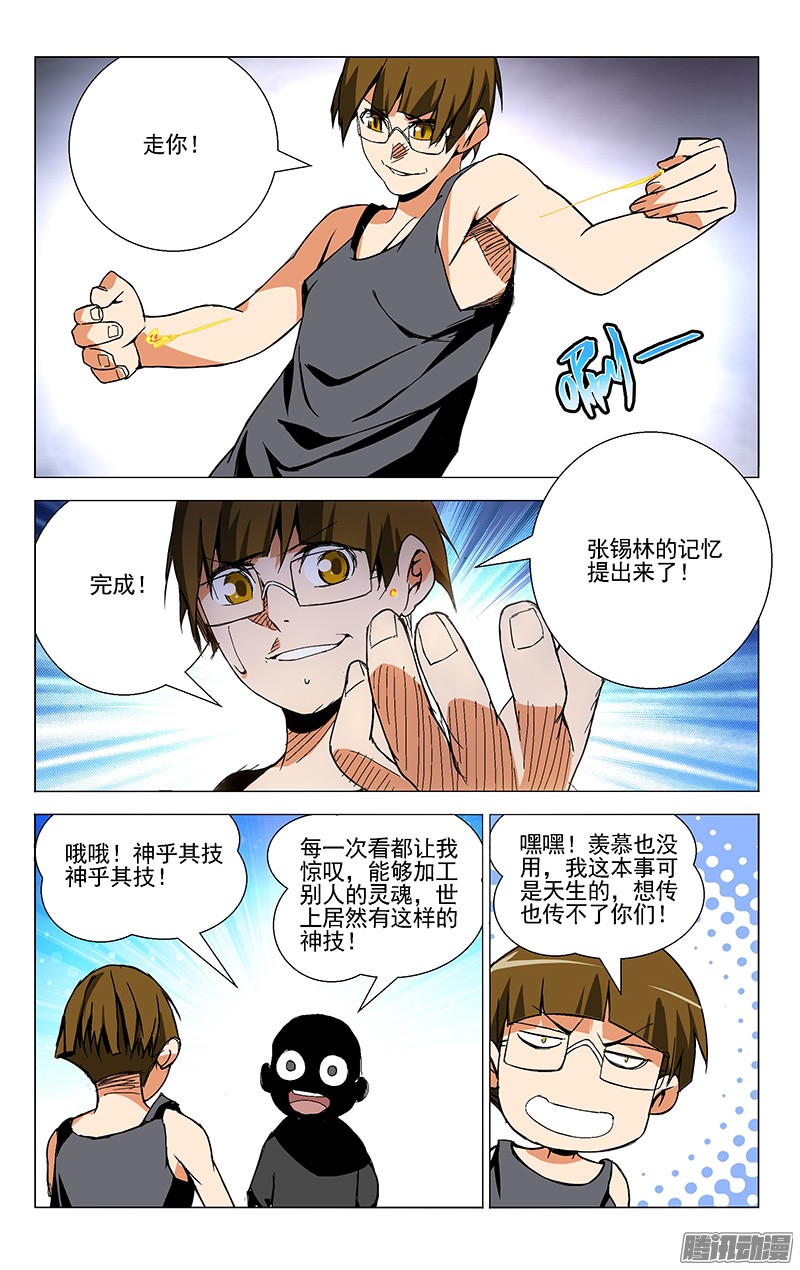 走你！
唰—
完成！
张锡林的记忆
提出来了！
哦哦！神乎其技
神乎其技！
每一次看都让我
惊叹，能够加工
别人的灵魂，世
上居然有这样的
神技！
嘿嘿！羡慕也没
用，我这本事可
是天生的，想传
也传不了你们！
腾讯动漫